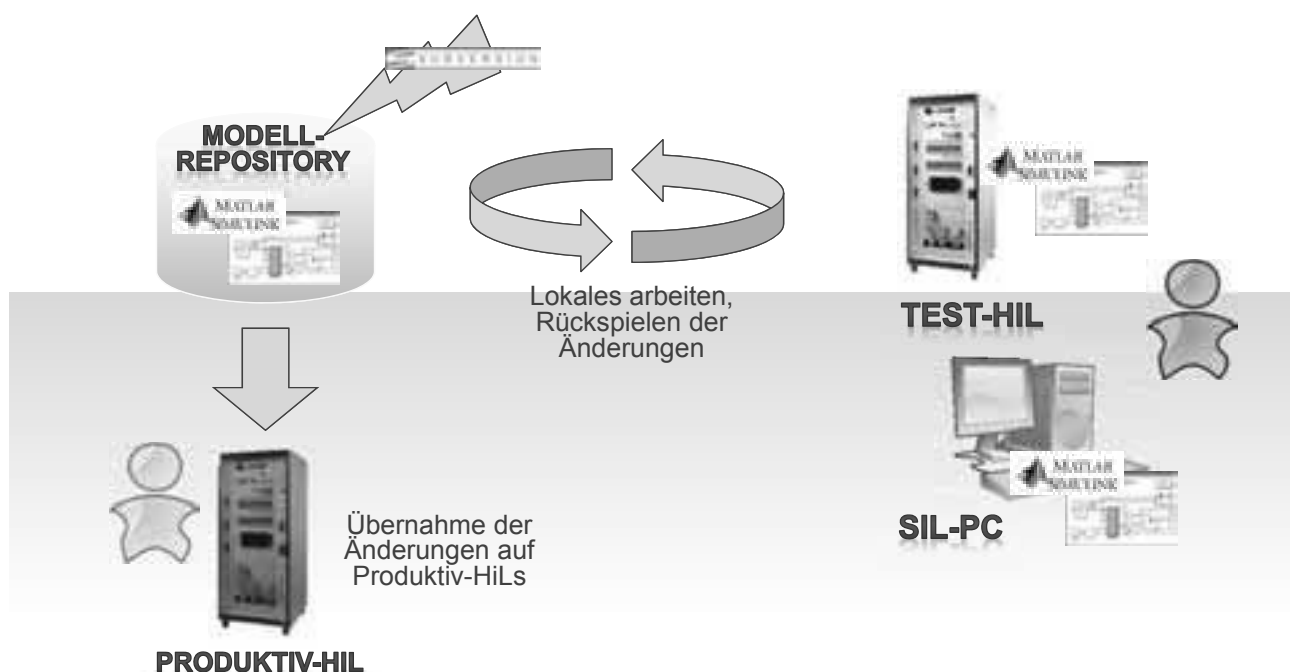 SUBVERSION
MODELL-
REPOSITORY
MATLAB
SIMULINK
MATLAB
SIMULINK
TEST-HIL
Lokales arbeiten,
Rückspielen der
Änderungen
MATLAB
SIMULINK
SIL-PC
Übernahme der
Änderungen auf
Produktiv-HiLs
PRODUKTIV-HIL